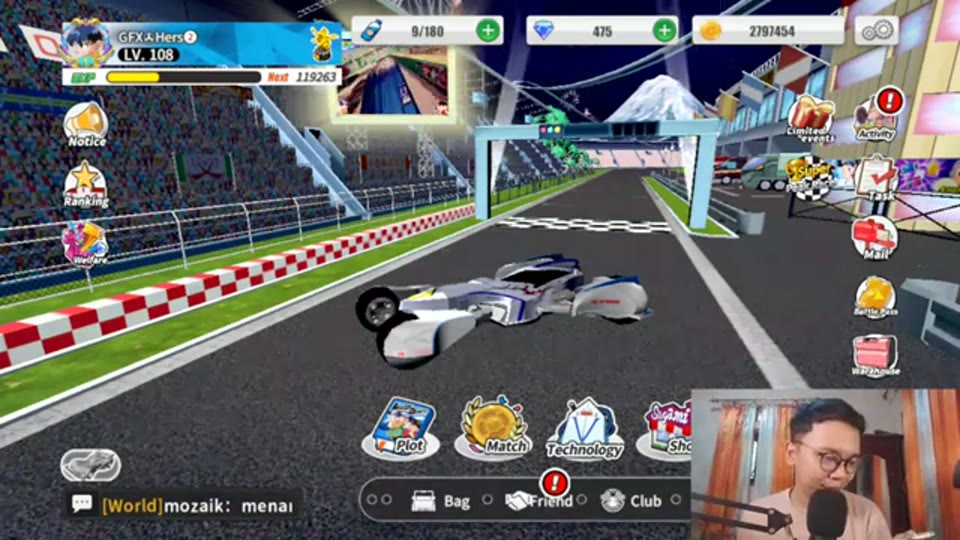 GFX⁂Hers 2
LV. 108
9/180
475
2797454
Next 119263
Notice
Ranking
Welfare
Limited events
Activity
Super
Task
Mail
Battle Pass
Warehouse
Plot
Match
Technology
Bag
Friend
Club
[World]mozaik: menaı